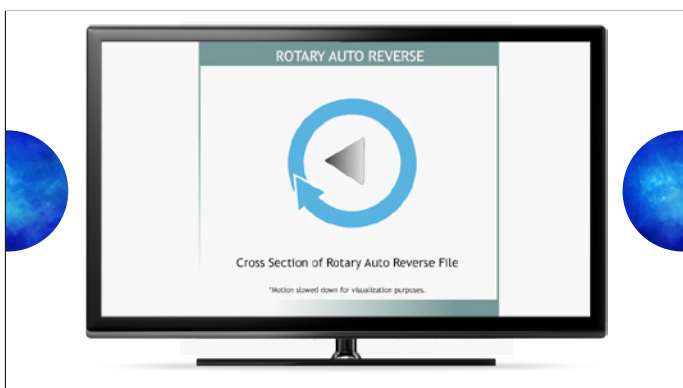 ROTARY AUTO REVERSE
Cross Section of Rotary Auto Reverse File
*Motion slowed down for visualization purposes.